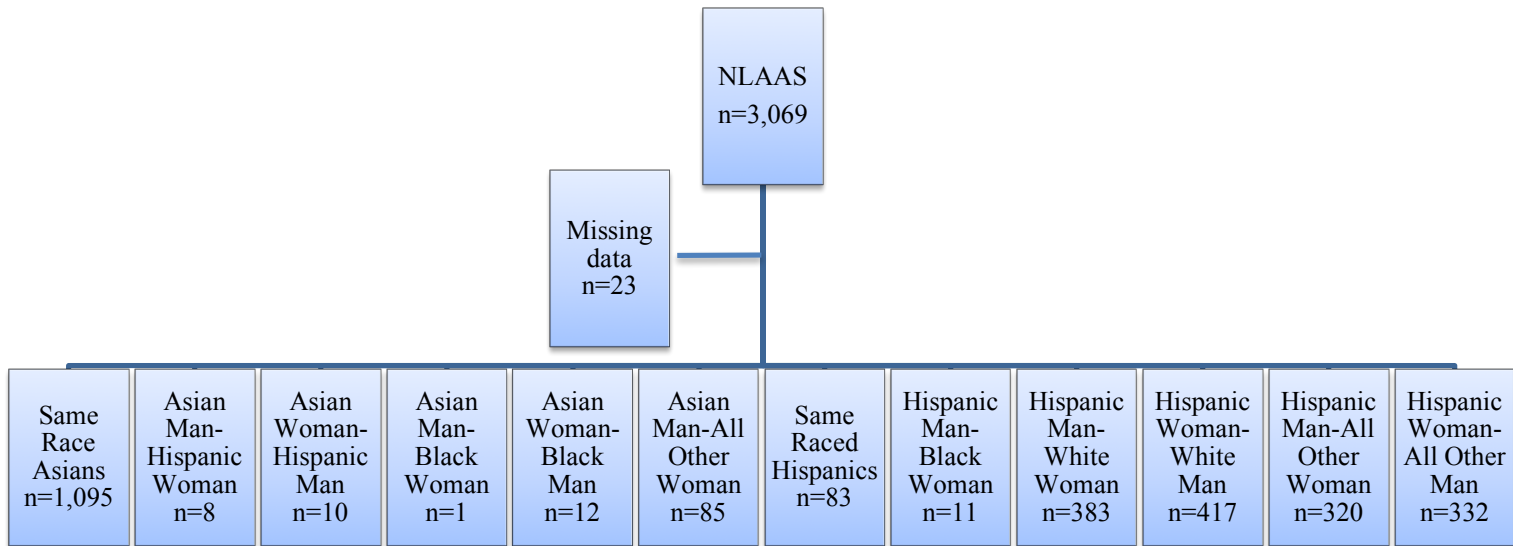 NLAAS
n=3,069
Missing
data
n=23
Same
Race
Asians
n=1,095
Asian
Man-
Hispanic
Woman
n=8
Asian
Woman-
Hispanic
Man
n=10
Asian
Man-
Black
Woman
n=1
Asian
Woman-
Black
Man
n=12
Asian
Man-All
Other
Woman
n=85
Same
Raced
Hispanics
n=83
Hispanic
Man-
Black
Woman
n=11
Hispanic
Man-
White
Woman
n=383
Hispanic
Woman-
White
Man
n=417
Hispanic
Man-All
Other
Woman
n=320
Hispanic
Woman-
All Other
Man
n=332